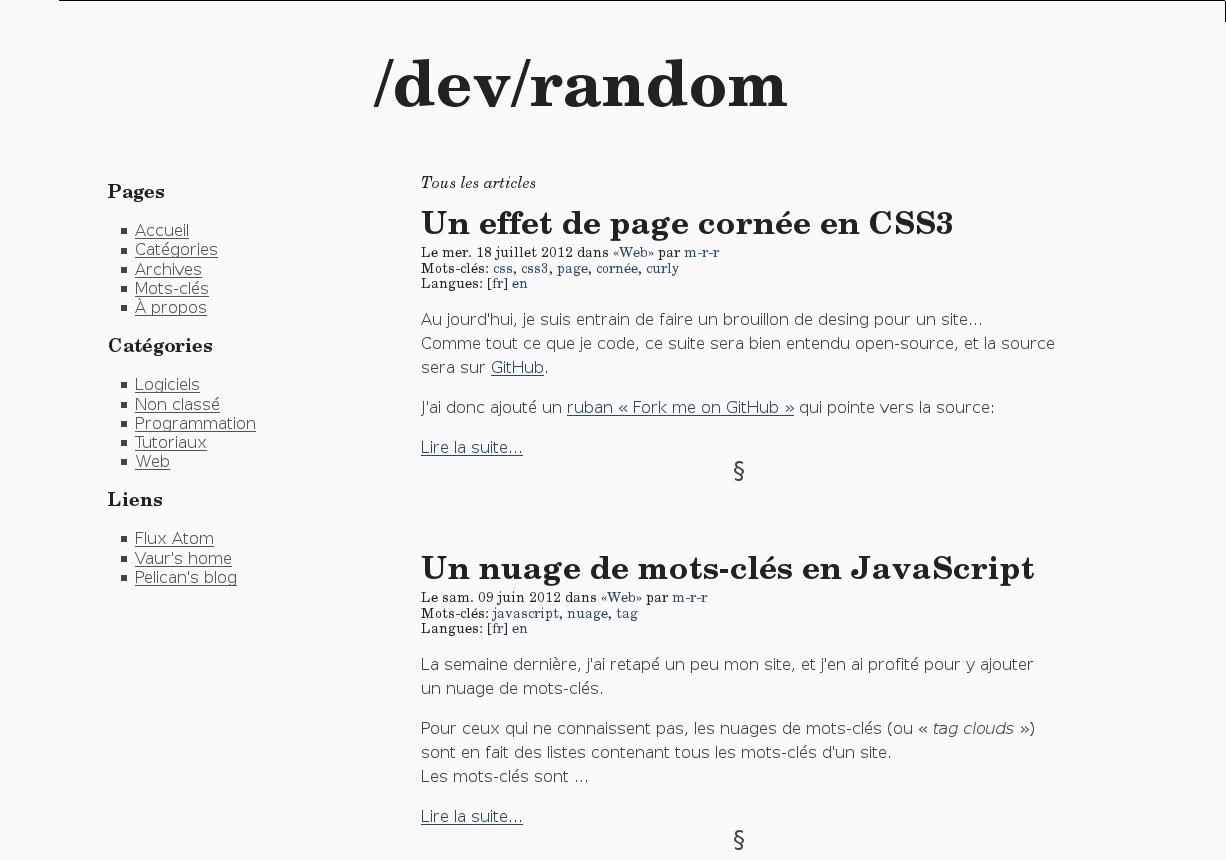 /dev/random
Pages
Accueil
Catégories
Archives
Mots-clés
À propos
Catégories
Logiciels
Non classé
Programmation
Tutoriaux
Web
Liens
Flux Atom
Vaur's home
Pelican's blog
Tous les articles
Un effet de page cornée en CSS3
Le mer. 18 juillet 2012 dans «Web» par m-r-r
Mots-clés: css, css3, page, cornée, curly
Langues: [fr] en
Au jourd'hui, je suis entrain de faire un brouillon de desing pour un site...
Comme tout ce que je code, ce suite sera bien entendu open-source, et la source
sera sur GitHub.
J'ai donc ajouté un ruban « Fork me on GitHub » qui pointe vers la source:
Lire la suite...
§
Un nuage de mots-clés en JavaScript
Le sam. 09 juin 2012 dans «Web» par m-r-r
Mots-clés: javascript, nuage, tag
Langues: [fr] en
La semaine dernière, j'ai retapé un peu mon site, et j'en ai profité pour y ajouter
un nuage de mots-clés.
Pour ceux qui ne connaissent pas, les nuages de mots-clés (ou « tag clouds »)
sont en fait des listes contenant tous les mots-clés d'un site.
Les mots-clés sont ...
Lire la suite...
§